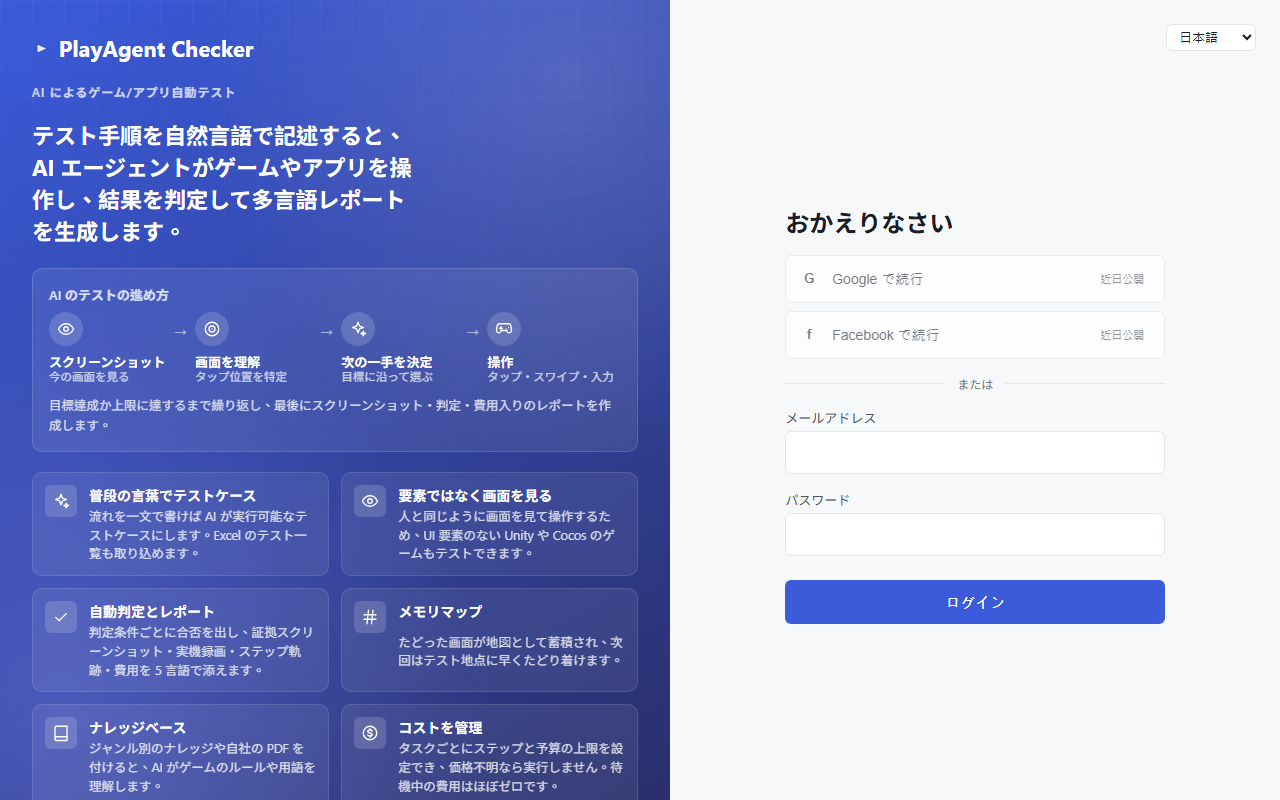 PlayAgent Checker
AI によるゲーム/アプリ自動テスト
テスト手順を自然言語で記述すると、
AI エージェントがゲームやアプリを操
作し、結果を判定して多言語レポート
を生成します。
AI のテストの進め方
→
→
→
スクリーンショット
今の画面を見る
画面を理解
タップ位置を特定
次の一手を決定
目標に沿って選ぶ
操作
タップ・スワイプ・入力
目標達成か上限に達するまで繰り返し、最後にスクリーンショット・判定・費用入りのレポートを作
成します。
普段の言葉でテストケース
流れを一文で書けば AI が実行可能なテ
ストケースにします。Excel のテスト一
覧も取り込めます。
要素ではなく画面を見る
人と同じように画面を見て操作するた
め、UI 要素のない Unity や Cocos のゲ
ームもテストできます。
自動判定とレポート
判定条件ごとに合否を出し、証拠スクリ
ーンショット・実機録画・ステップ軌
跡・費用を 5 言語で添えます。
メモリマップ
たどった画面が地図として蓄積され、次
回はテスト地点に早くたどり着けます。
ナレッジベース
ジャンル別のナレッジや自社の PDF を
付けると、AI がゲームのルールや用語を
理解します。
コストを管理
タスクごとにステップと予算の上限を設
定でき、価格不明なら実行しません。待
機中の費用はほぼゼロです。
日本語
おかえりなさい
G Google で続行 近日公開
f Facebook で続行 近日公開
または
メールアドレス
パスワード
ログイン